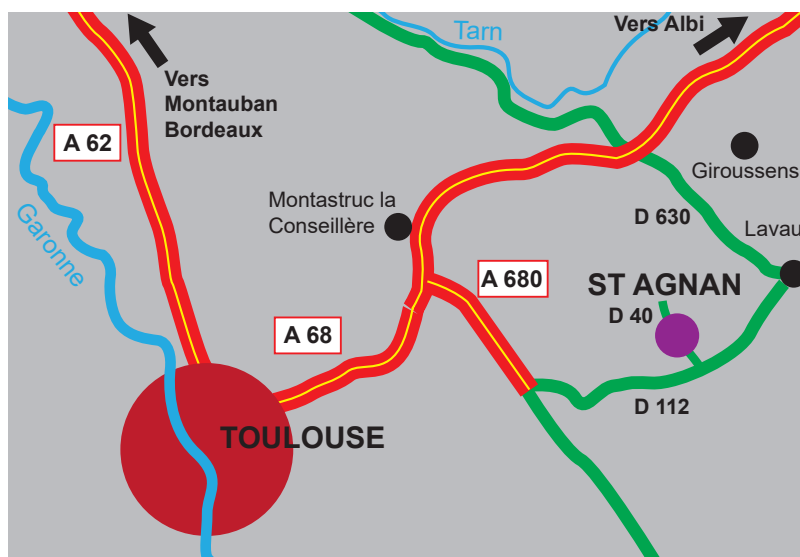 Tarn
Vers Albi
Vers
Montauban
Bordeaux
A 62
Giroussens
Montastruc la
Conseillère
D 630
Lavau
Garonne
A 680
ST AGNAN
D 40
A 68
D 112
TOULOUSE